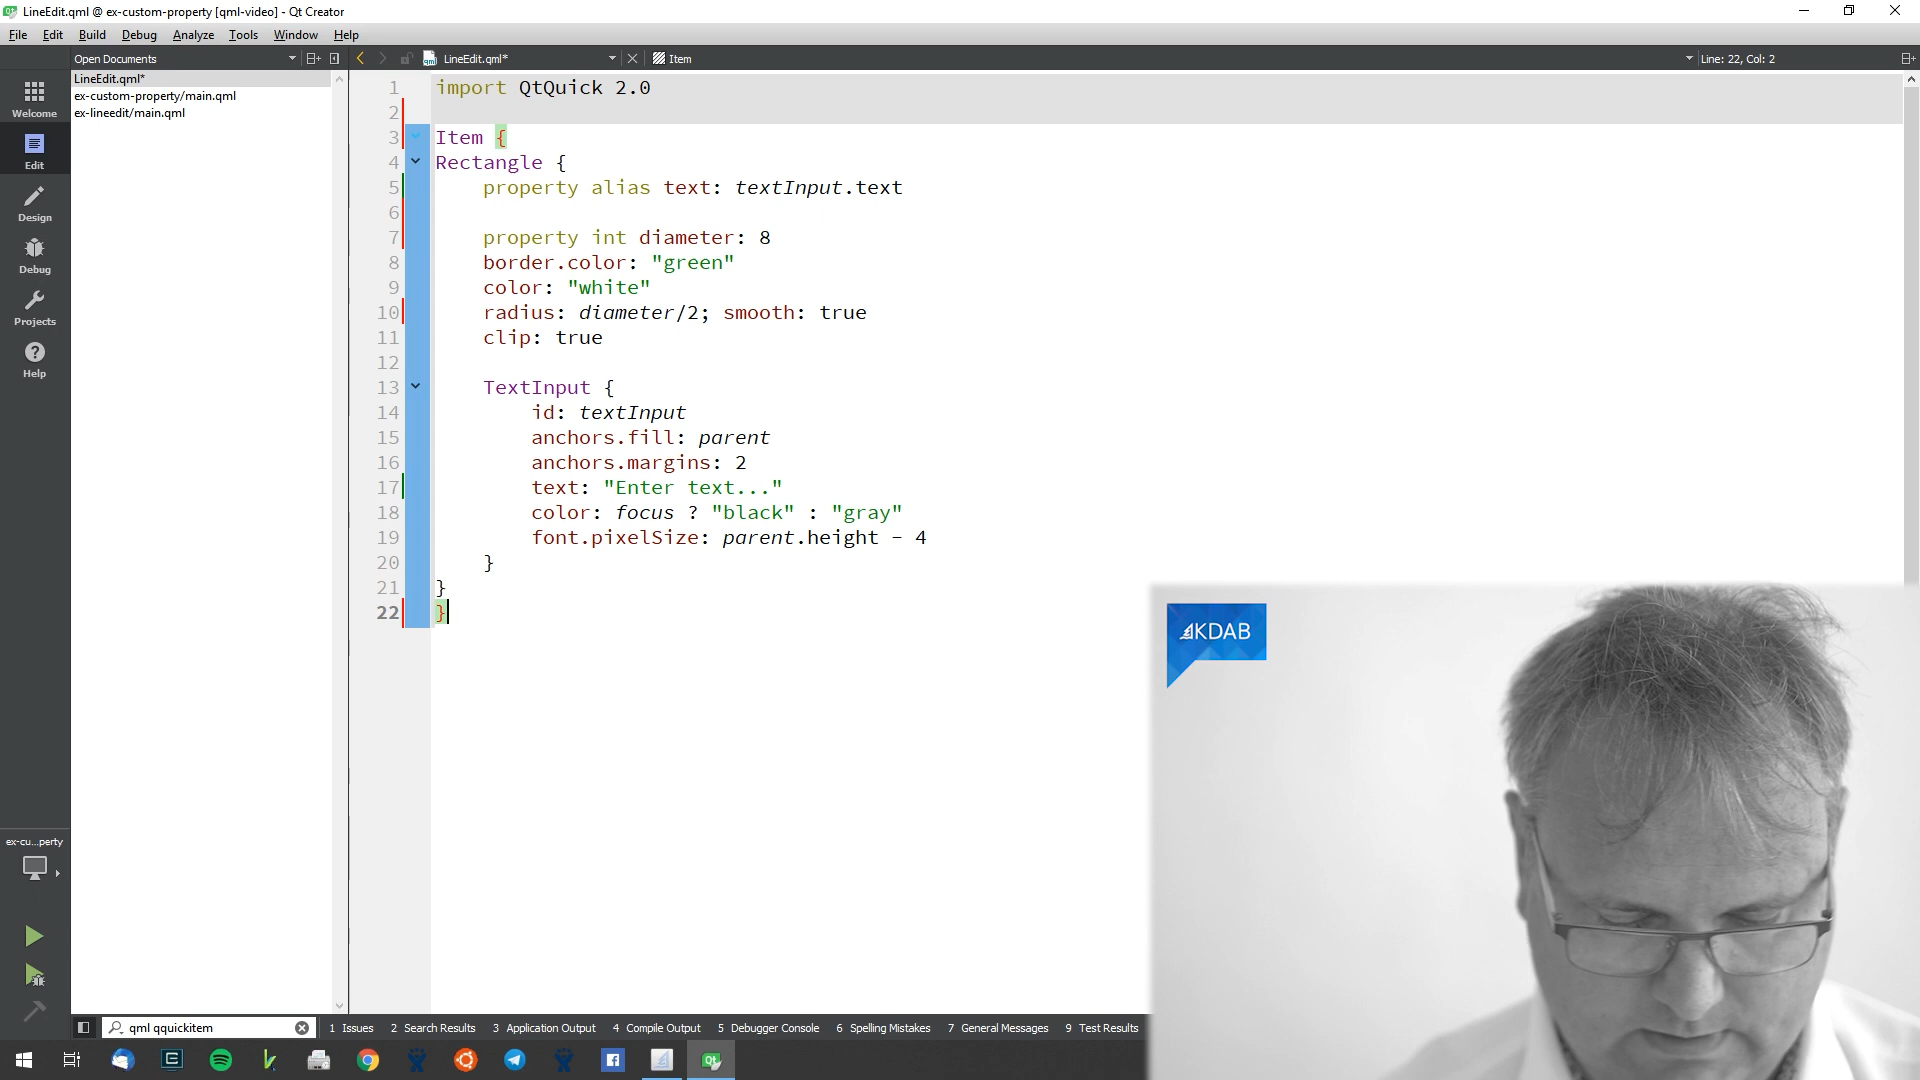 LineEdit.qml @ ex-custom-property [qml-video] - Qt Creator
File Edit Build Debug Analyze Tools Window Help
Open Documents LineEdit.qml* Item Line: 22, Col: 2
LineEdit.qml*
ex-custom-property/main.qml
ex-lineedit/main.qml
Welcome
Edit
Design
Debug
Projects
Help
1 import QtQuick 2.0
2
3 Item {
4 Rectangle {
5 property alias text: textInput.text
6
7 property int diameter: 8
8 border.color: "green"
9 color: "white"
10 radius: diameter/2; smooth: true
11 clip: true
12
13 TextInput {
14 id: textInput
15 anchors.fill: parent
16 anchors.margins: 2
17 text: "Enter text..."
18 color: focus ? "black" : "gray"
19 font.pixelSize: parent.height - 4
20 }
21 }
22 }
KDAB
ex-cu...perty
qml qquickitem 1 Issues 2 Search Results 3 Application Output 4 Compile Output 5 Debugger Console 6 Spelling Mistakes 7 General Messages 9 Test Results